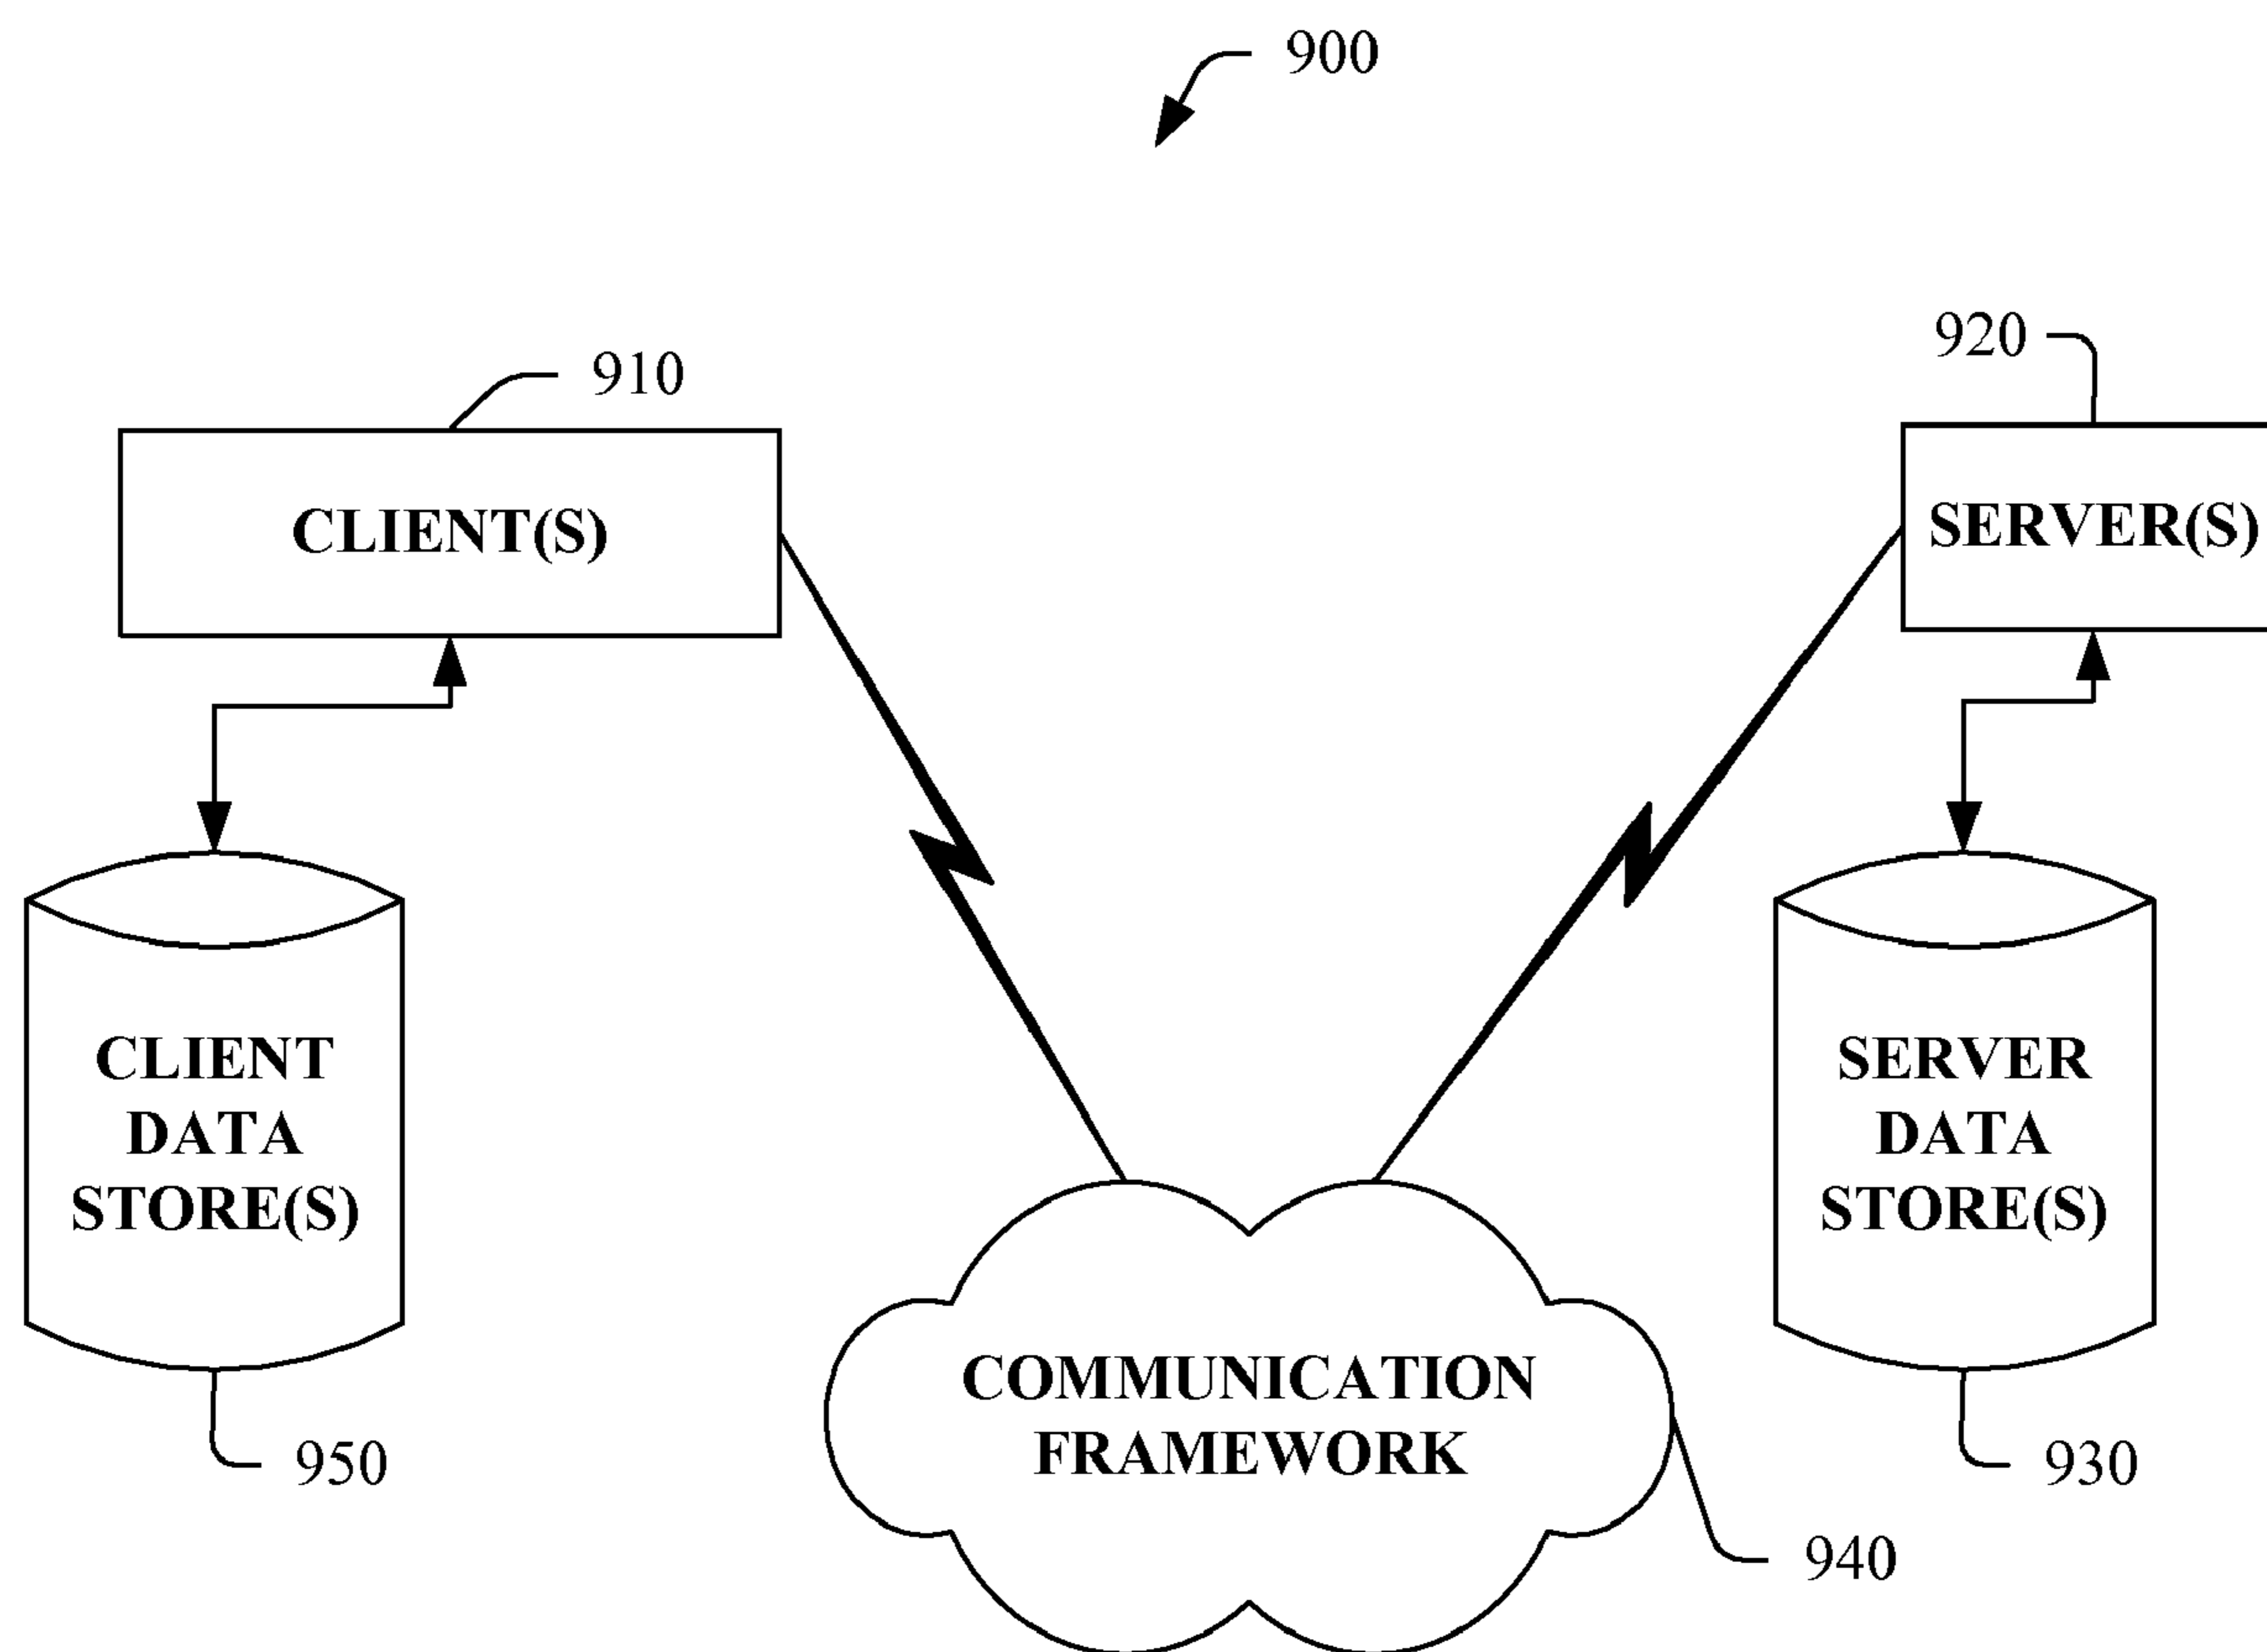 900
910
920
CLIENT(S)
SERVER(S)
CLIENT
DATA
STORE(S)
SERVER
DATA
STORE(S)
COMMUNICATION
FRAMEWORK
950
930
940